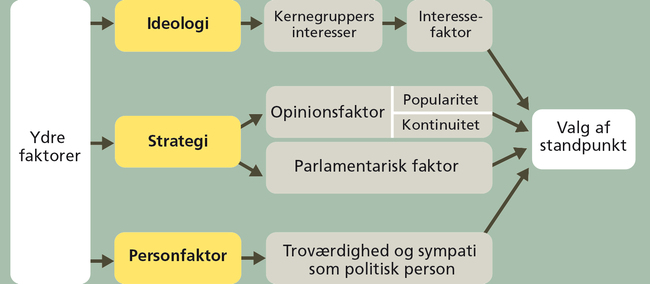 Ydre
faktorer
Ideologi
Kernegruppers
interesser
Interesse-
faktor
Strategi
Opinionsfaktor
Popularitet
Kontinuitet
Parlamentarisk faktor
Personfaktor
Troværdighed og sympati
som politisk person
Valg af
standpunkt